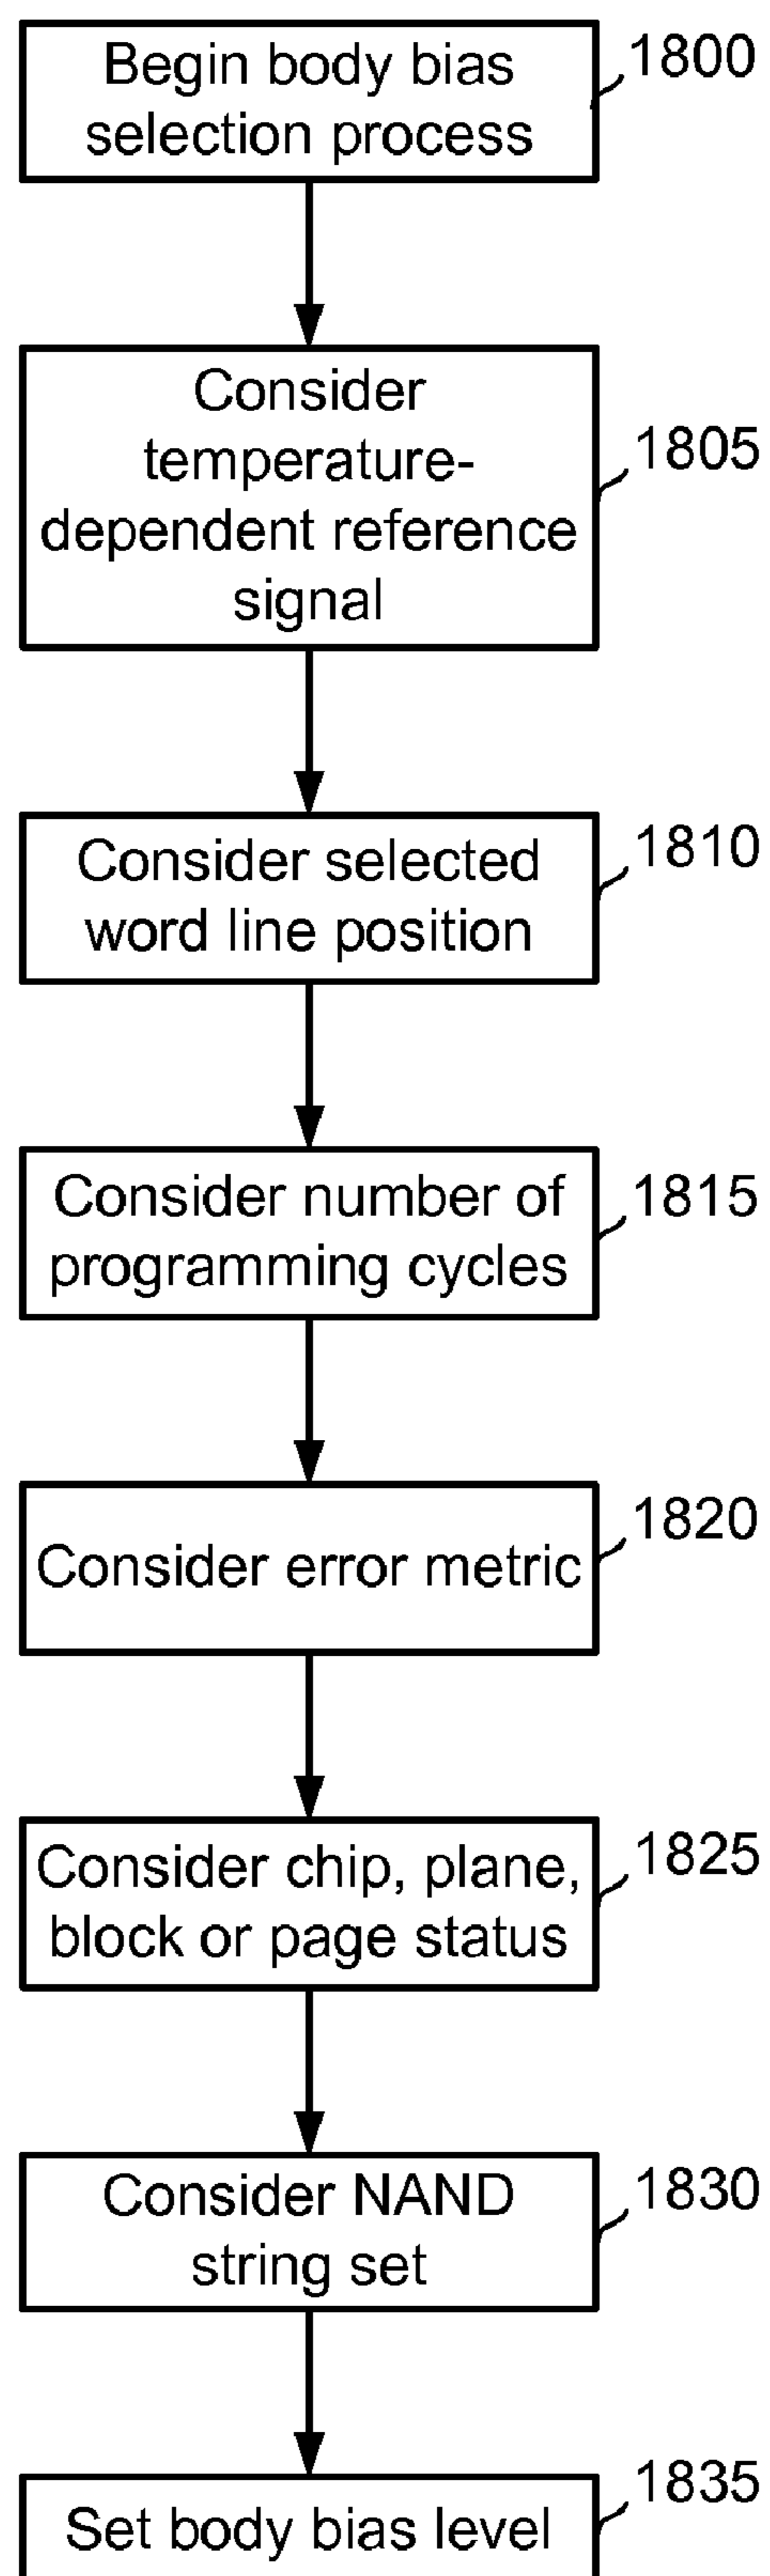 Begin body bias
selection process
1800
Consider
temperature-
dependent reference
signal
1805
Consider selected
word line position
1810
Consider number of
programming cycles
1815
Consider error metric
1820
Consider chip, plane,
block or page status
1825
Consider NAND
string set
1830
Set body bias level
1835